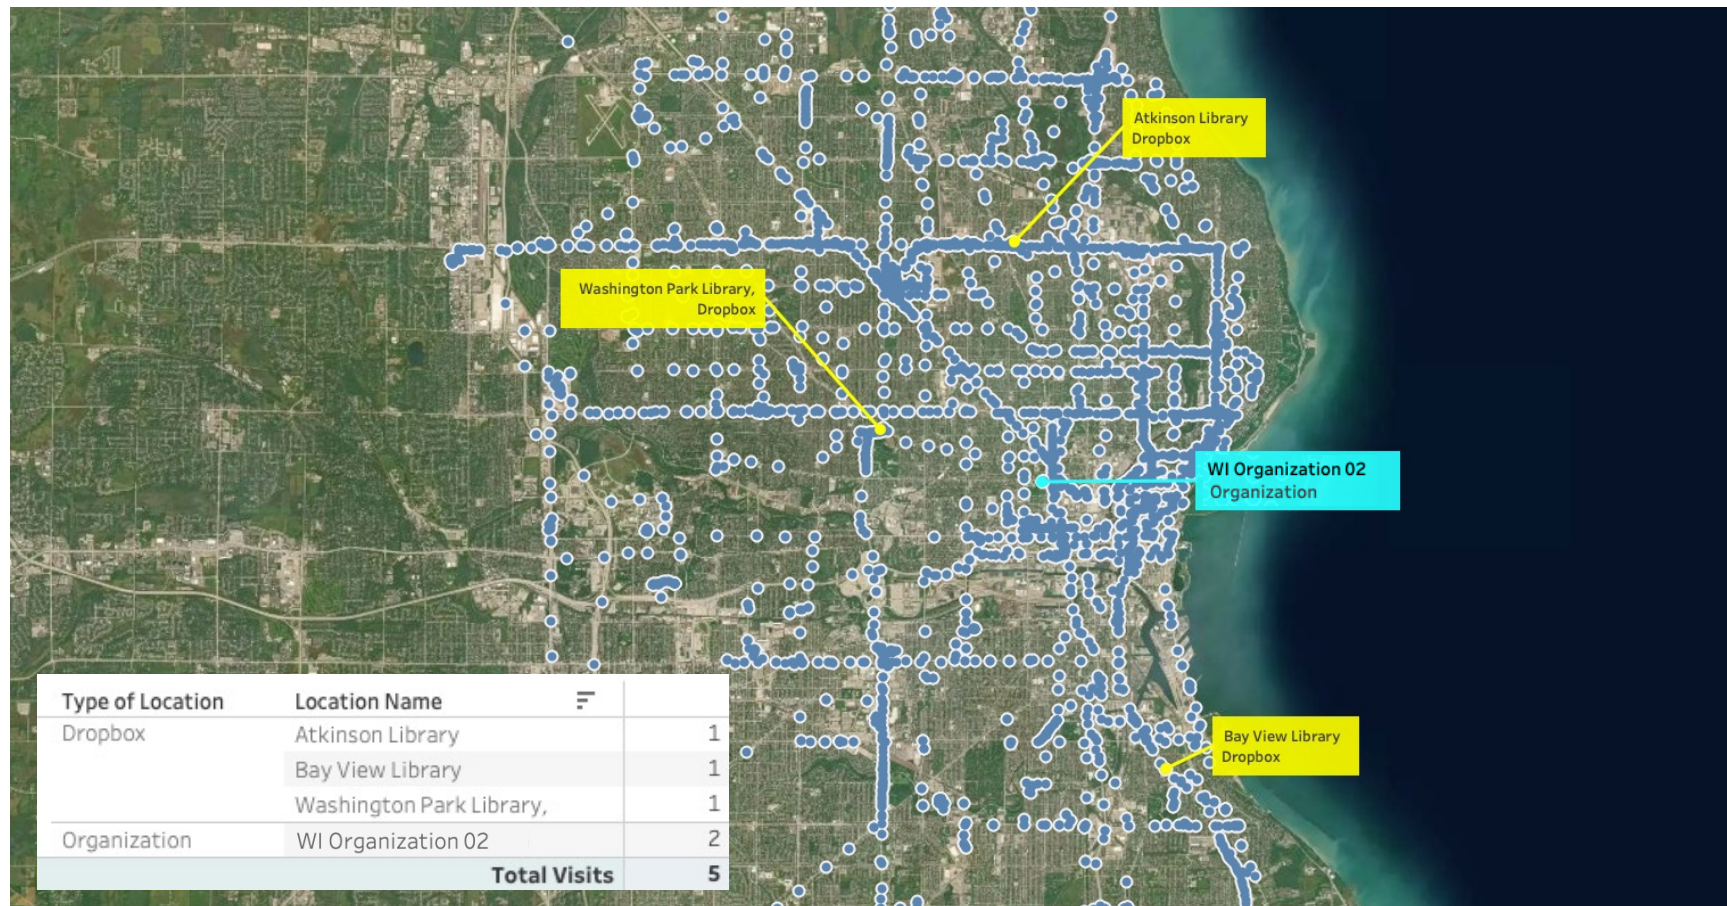 Atkinson Library
Dropbox
Washington Park Library,
Dropbox
WI Organization 02
Organization
Bay View Library
Dropbox
Type of Location Location Name
Dropbox Atkinson Library 1
Bay View Library 1
Washington Park Library, 1
Organization WI Organization 02 2
Total Visits 5